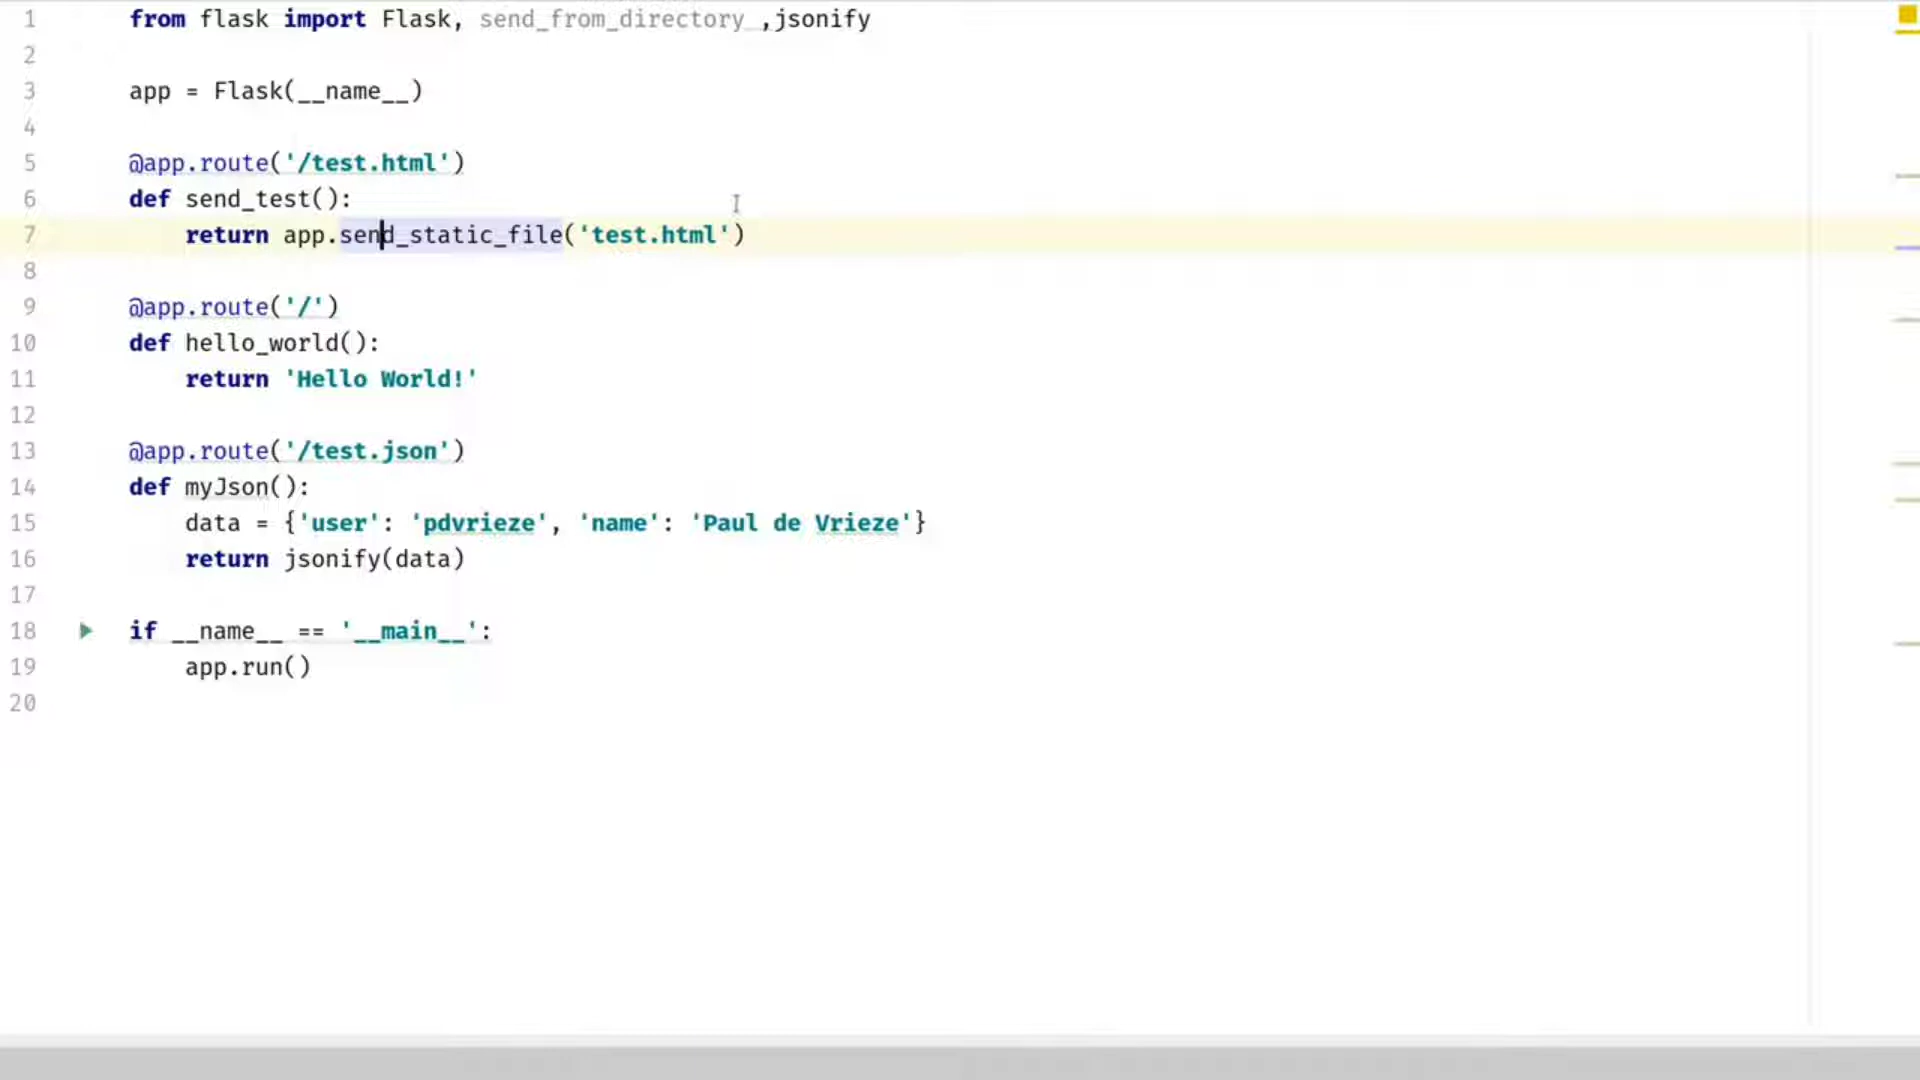 1 from flask import Flask, send_from_directory ,jsonify
2
3 app = Flask(__name__)
4
5 @app.route('/test.html')
6 def send_test():
7     return app.send_static_file('test.html')
8
9 @app.route('/')
10 def hello_world():
11     return 'Hello World!'
12
13 @app.route('/test.json')
14 def myJson():
15     data = {'user': 'pdvrieze', 'name': 'Paul de Vrieze'}
16     return jsonify(data)
17
18 if __name__ == '__main__':
19     app.run()
20